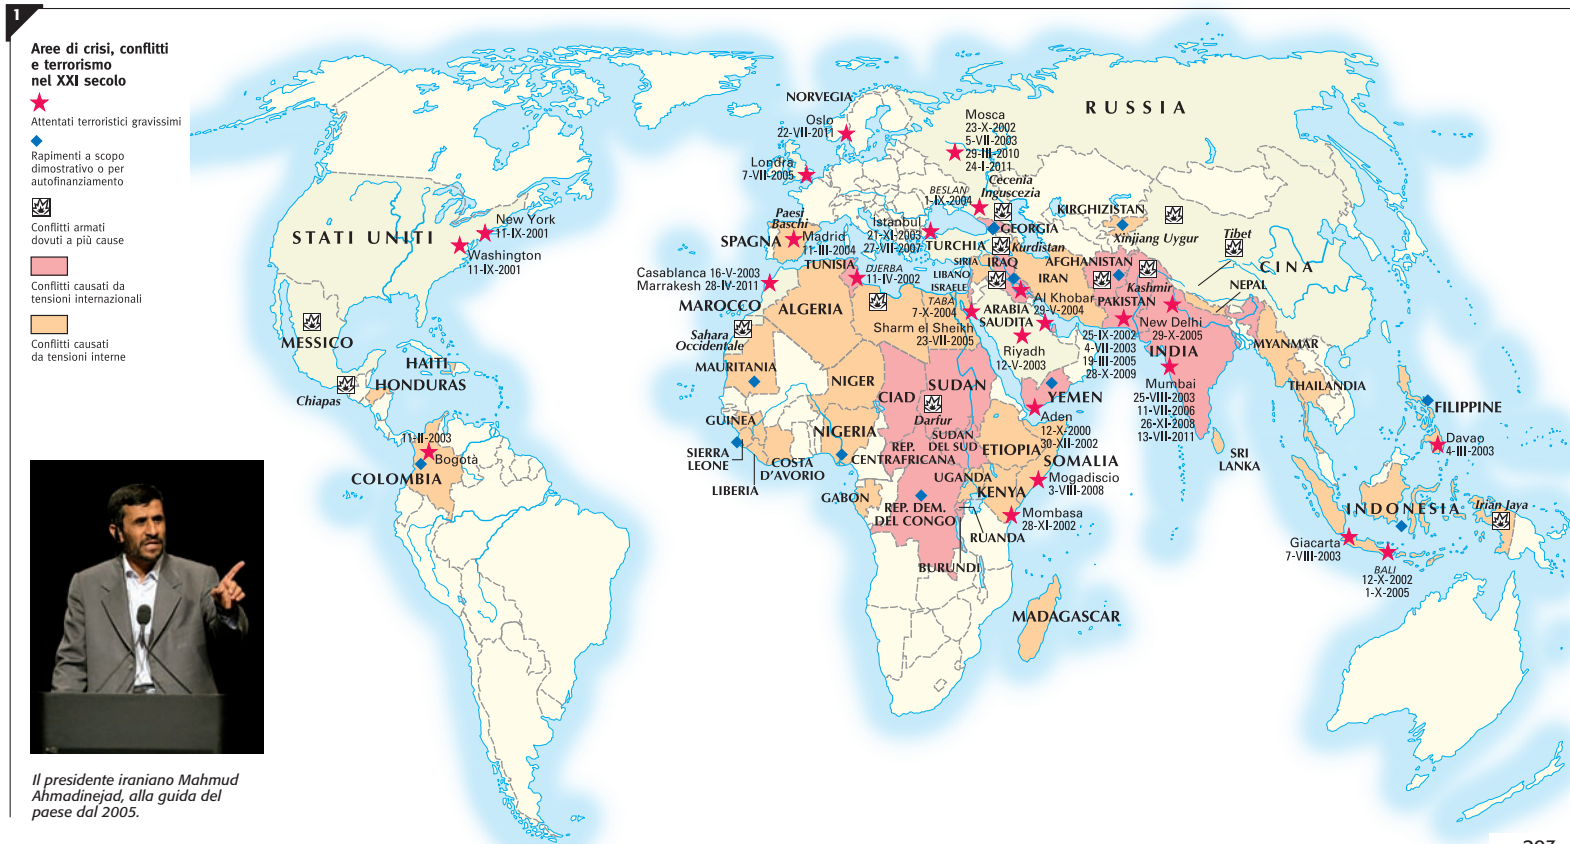 1
Aree di crisi, conflitti
e terrorismo
nel XXI secolo
Attentati terroristici gravissimi
Rapimenti a scopo
dimostrativo o per
autofinanziamento
Conflitti armati
dovuti a più cause
Conflitti causati da
tensioni internazionali
Conflitti causati
da tensioni interne
STATI UNITI
New York
11-IX-2001
Washington
11-IX-2001
MESSICO
Chiapas
HAITI
HONDURAS
11-II-2003
Bogotà
COLOMBIA
NORVEGIA
Oslo
22-VII-2011
Londra
7-VII-2005
RUSSIA
Mosca
23-X-2002
5-VII-2003
29-III-2010
24-I-2011
BESLAN
1-IX-2004
Cecenia
Inguscezia
GEORGIA
Paesi
Baschi
SPAGNA
Madrid
11-III-2004
Istanbul
21-XI-2003
27-VII-2007
TURCHIA
Kurdistan
KIRGHIZISTAN
Xinjiang Uygur
Tibet
CINA
NEPAL
Casablanca 16-V-2003
Marrakesh 28-IV-2011
MAROCCO
TUNISIA
DJERBA
11-IV-2002
ALGERIA
SIRIA
LIBANO
ISRAELE
IRAQ
IRAN
AFGHANISTAN
Kashmir
PAKISTAN
TABA
7-X-2004
Sharm el Sheikh
23-VII-2005
ARABIA
SAUDITA
Al Khobar
29-V-2004
Riyadh
12-V-2003
25-IX-2002
4-VII-2003
19-III-2005
28-X-2009
New Delhi
29-X-2005
INDIA
Mumbai
25-VIII-2003
11-VII-2006
26-XI-2008
13-VII-2011
MYANMAR
THAILANDIA
SRI
LANKA
FILIPPINE
Davao
4-III-2003
INDONESIA
Irian Jaya
Giacarta
7-VIII-2003
BALI
12-X-2002
1-X-2005
Sahara
Occidentale
MAURITANIA
NIGER
CIAD
SUDAN
Darfur
YEMEN
Aden
12-X-2000
30-XII-2002
GUINEA
SIERRA
LEONE
LIBERIA
COSTA
D'AVORIO
NIGERIA
REP.
CENTRAFRICANA
SUDAN
DEL SUD
ETIOPIA
SOMALIA
Mogadiscio
3-VIII-2008
UGANDA
KENYA
GABON
REP. DEM.
DEL CONGO
Mombasa
28-XI-2002
RUANDA
BURUNDI
MADAGASCAR
Il presidente iraniano Mahmud
Ahmadinejad, alla guida del
paese dal 2005.